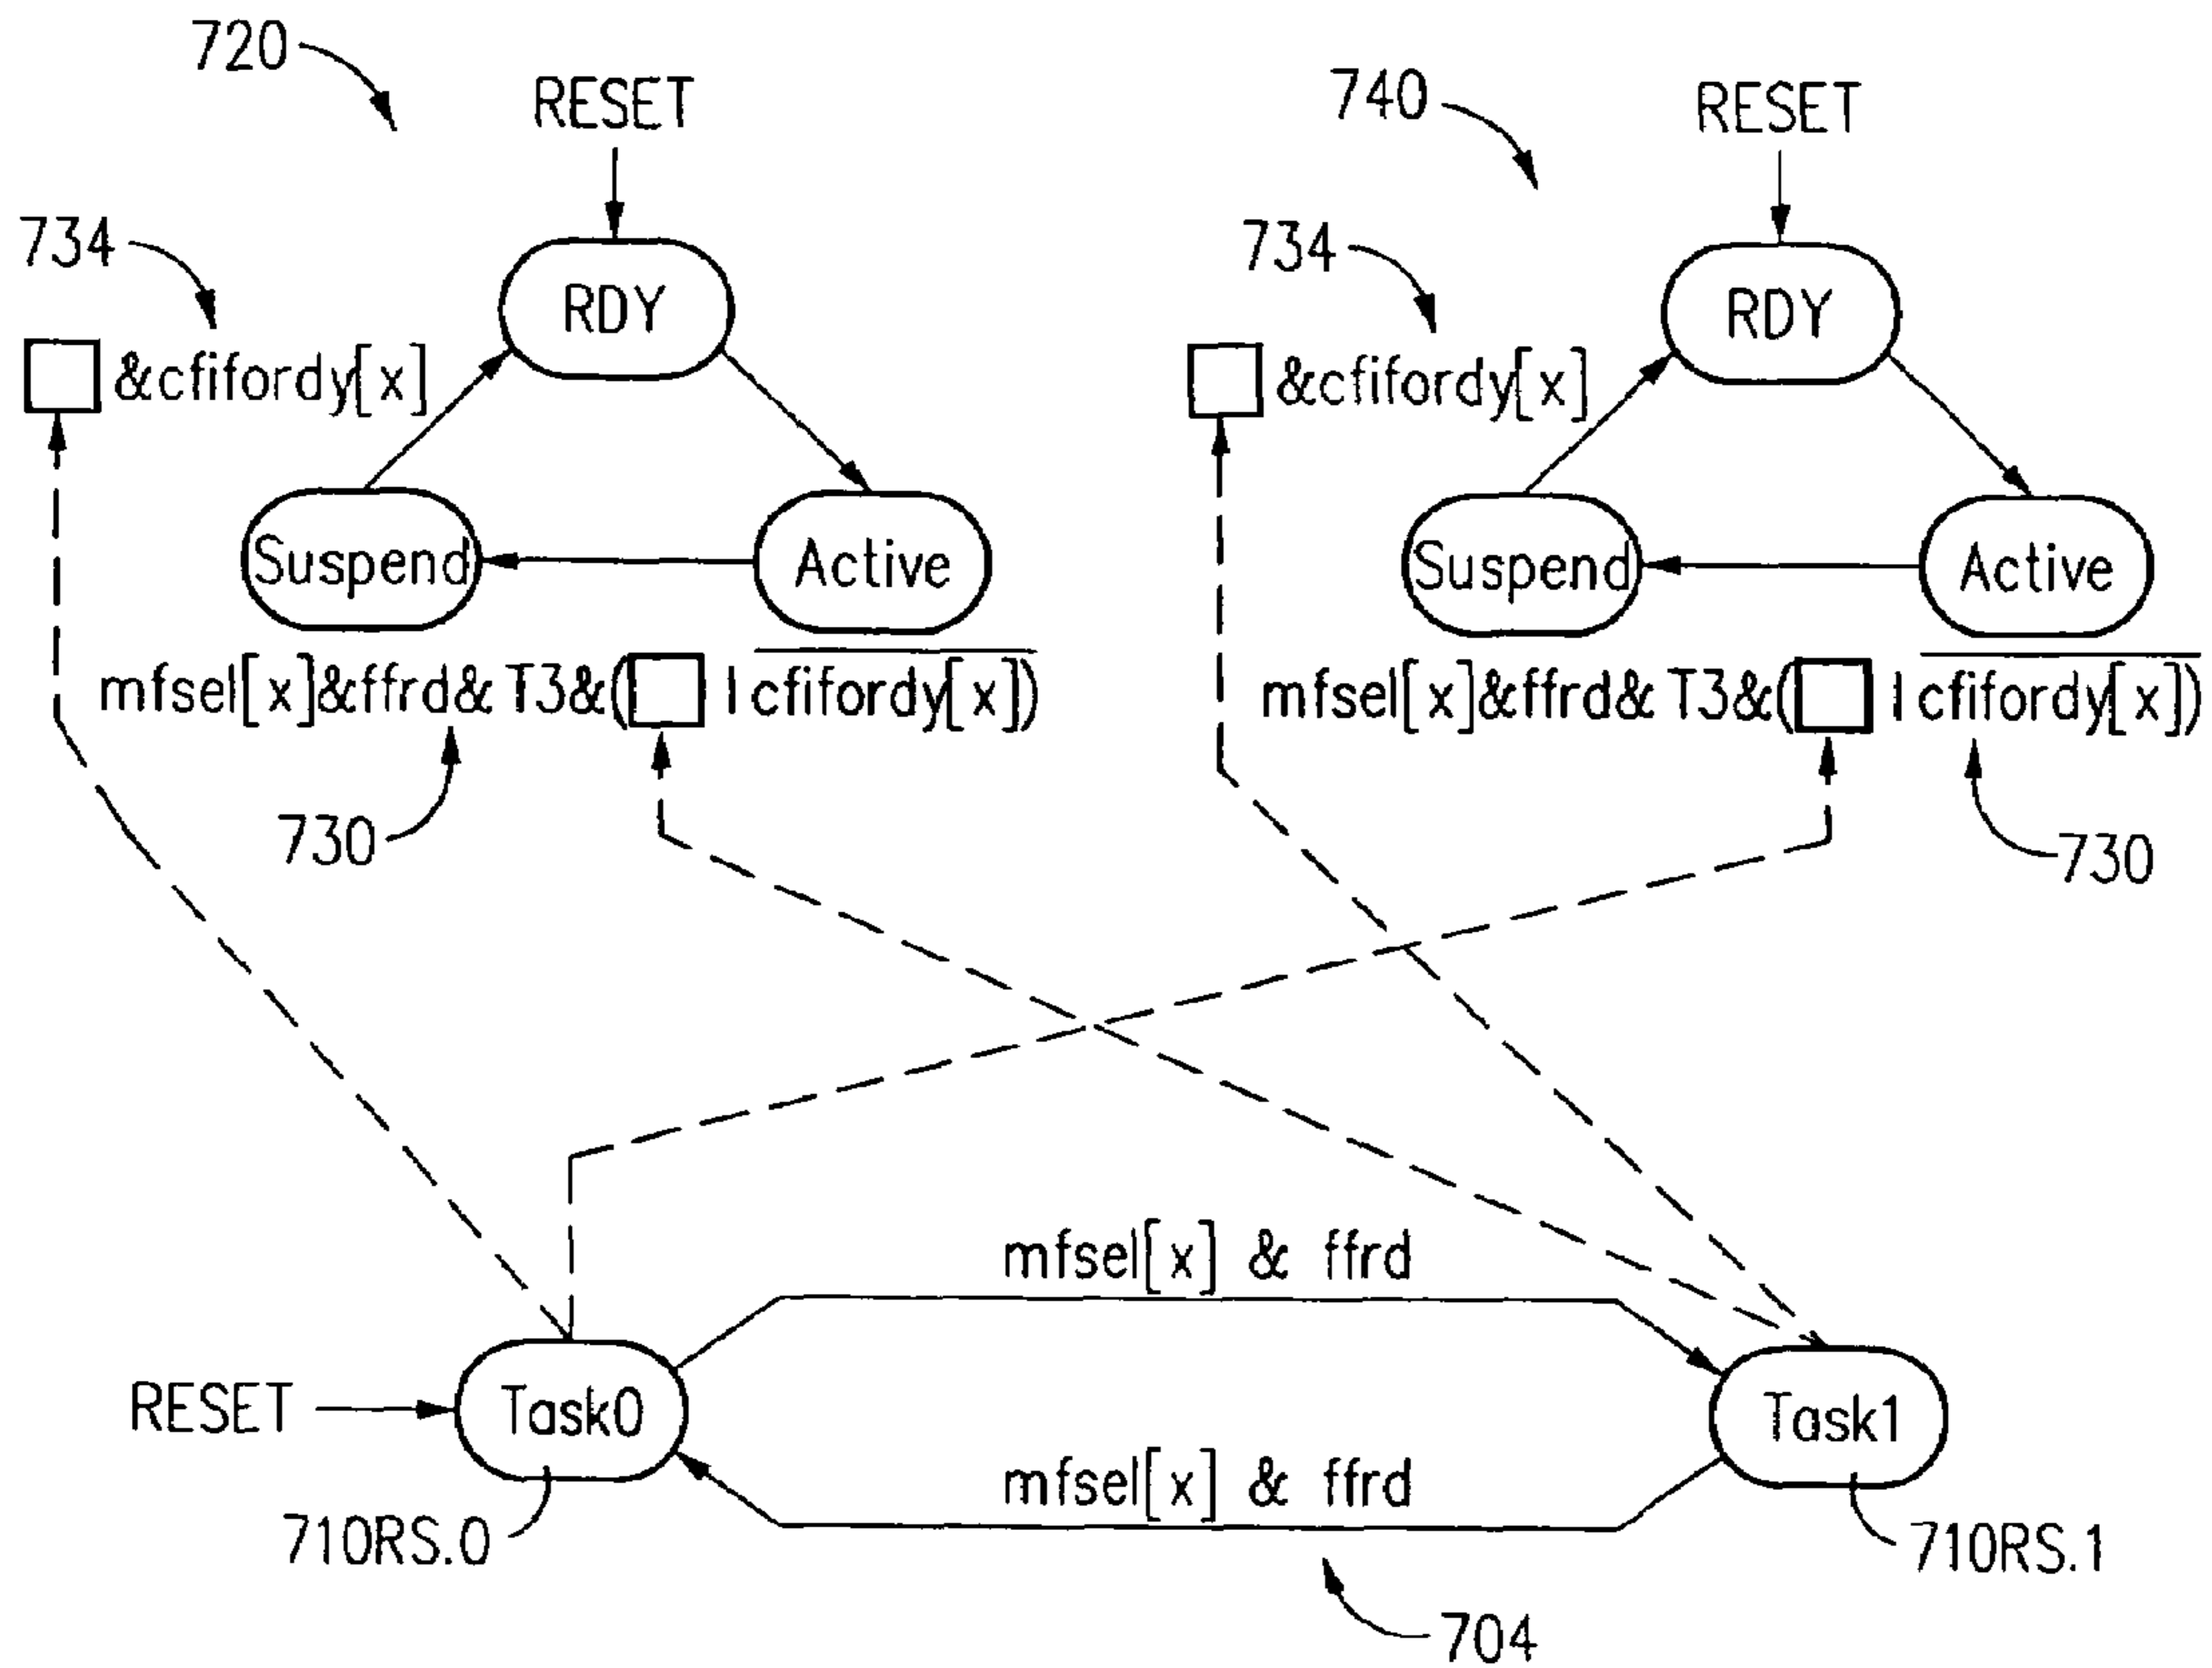 720
RESET
740
RESET
734
RDY
734
RDY
&cfifordy[x]
&cfifordy[x]
Suspend
Active
Suspend
Active
mfsel[x]&ffrd& T3&( | cfifordy[x])
mfsel[x]&ffrd& T3&( | cfifordy[x])
730
730
mfsel[x] & ffrd
RESET
Task0
Task1
mfsel[x] & ffrd
710RS.0
710RS.1
704